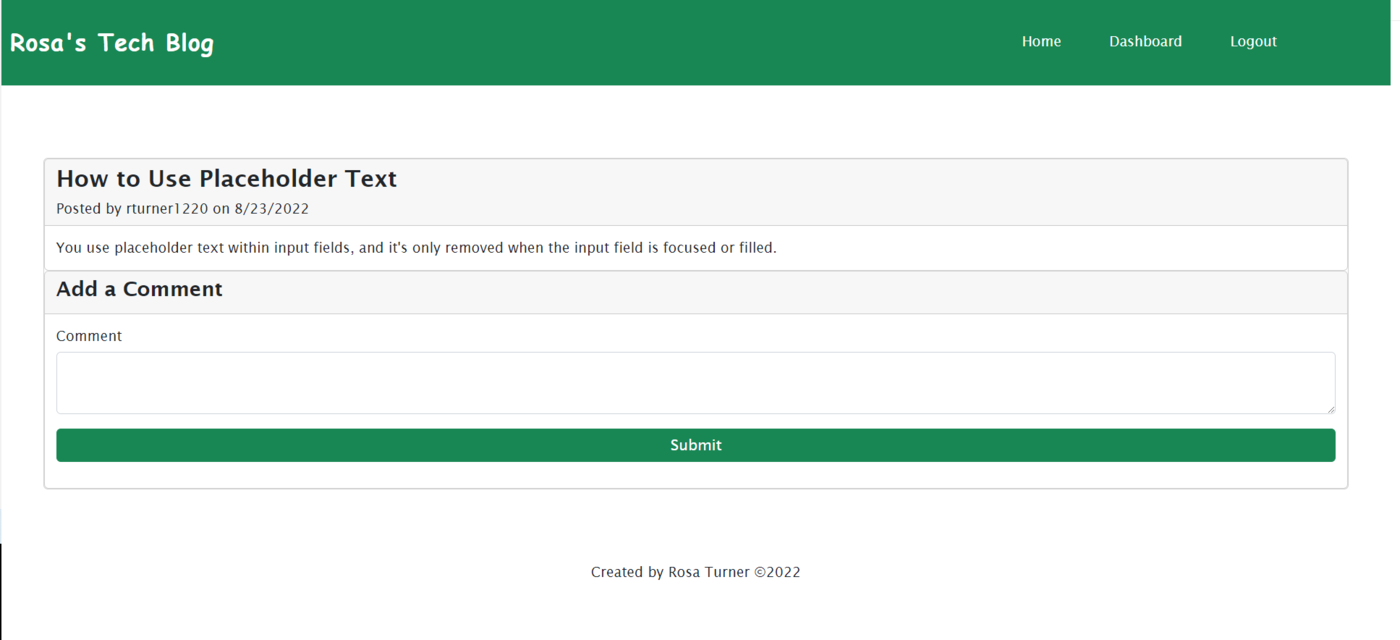 Rosa's Tech Blog
Home
Dashboard
Logout
How to Use Placeholder Text
Posted by rturner1220 on 8/23/2022
You use placeholder text within input fields, and it's only removed when the input field is focused or filled.
Add a Comment
Comment
Submit
Created by Rosa Turner ©2022